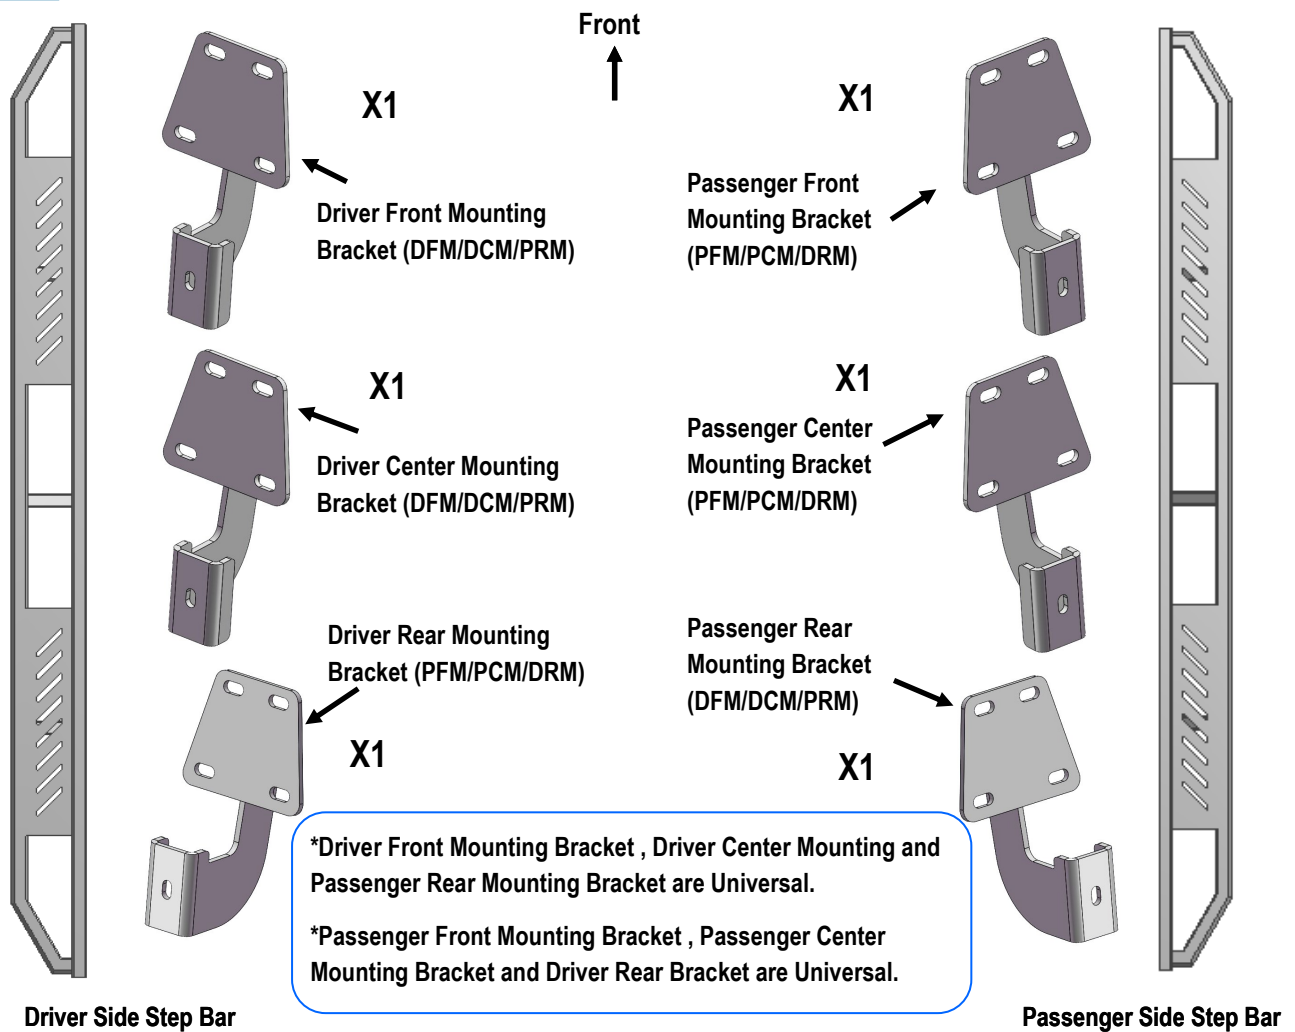 Front
X1
X1
Driver Front Mounting
Bracket (DFM/DCM/PRM)
Passenger Front
Mounting Bracket
(PFM/PCM/DRM)
X1
X1
Driver Center Mounting
Bracket (DFM/DCM/PRM)
Passenger Center
Mounting Bracket
(PFM/PCM/DRM)
Driver Rear Mounting
Bracket (PFM/PCM/DRM)
X1
Passenger Rear
Mounting Bracket
(DFM/DCM/PRM)
X1
*Driver Front Mounting Bracket , Driver Center Mounting and
Passenger Rear Mounting Bracket are Universal.
*Passenger Front Mounting Bracket , Passenger Center
Mounting Bracket and Driver Rear Bracket are Universal.
Driver Side Step Bar
Passenger Side Step Bar